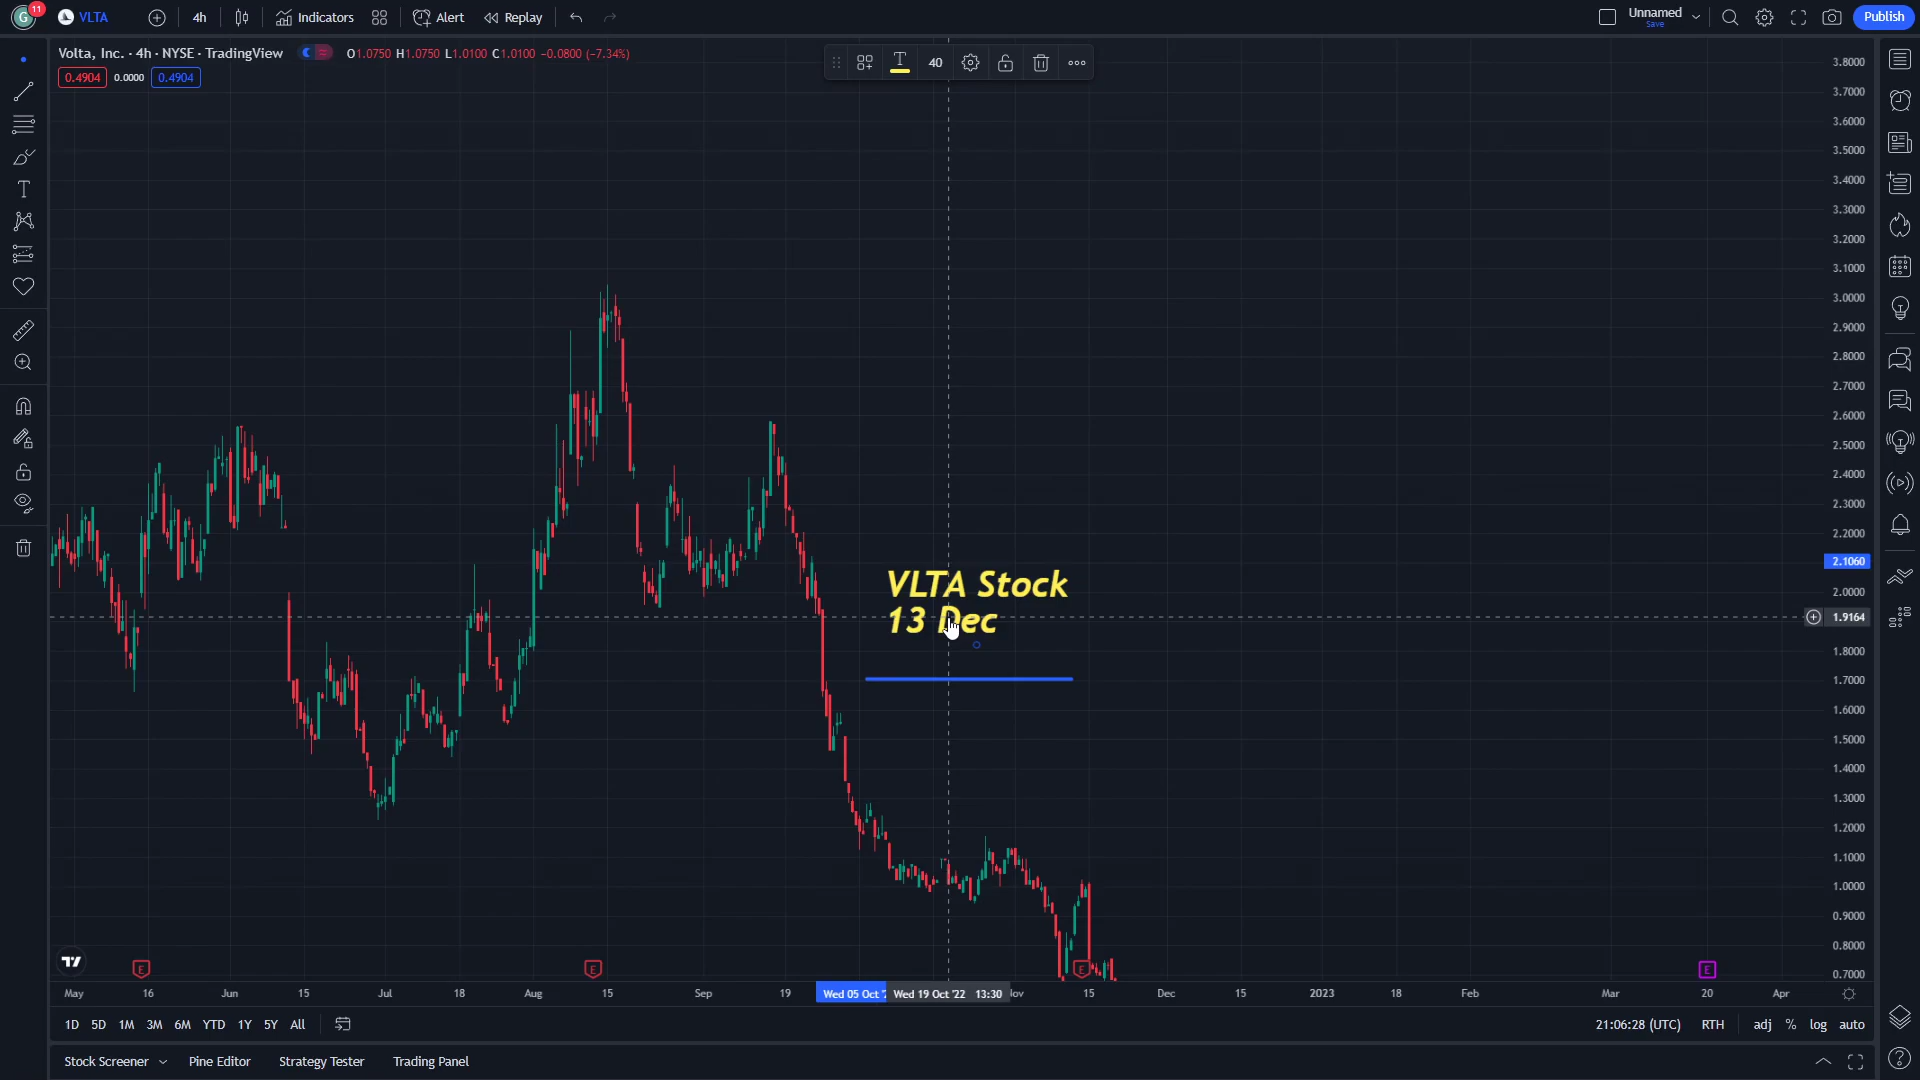 G
11
VLTA
4h
Indicators
Alert
Replay
Unnamed
Save
Publish
Volta, Inc. · 4h · NYSE · TradingView
O1.0750 H1.0750 L1.0100 C1.0100 -0.0800 (-7.34%)
0.4904
0.0000
0.4904
T
40
VLTA Stock
13 Dec
3.8000
3.7000
3.6000
3.5000
3.4000
3.3000
3.2000
3.1000
3.0000
2.9000
2.8000
2.7000
2.6000
2.5000
2.4000
2.3000
2.2000
2.1060
2.0000
1.9164
1.8000
1.7000
1.6000
1.5000
1.4000
1.3000
1.2000
1.1000
1.0000
0.9000
0.8000
0.7000
E
E
E
E
May
16
Jun
15
Jul
18
Aug
15
Sep
19
Wed 05 Oct '
Wed 19 Oct '22 13:30
15
Dec
15
2023
18
Feb
Mar
20
Apr
1D
5D
1M
3M
6M
YTD
1Y
5Y
All
21:06:28 (UTC)
RTH
adj
%
log
auto
Stock Screener
Pine Editor
Strategy Tester
Trading Panel